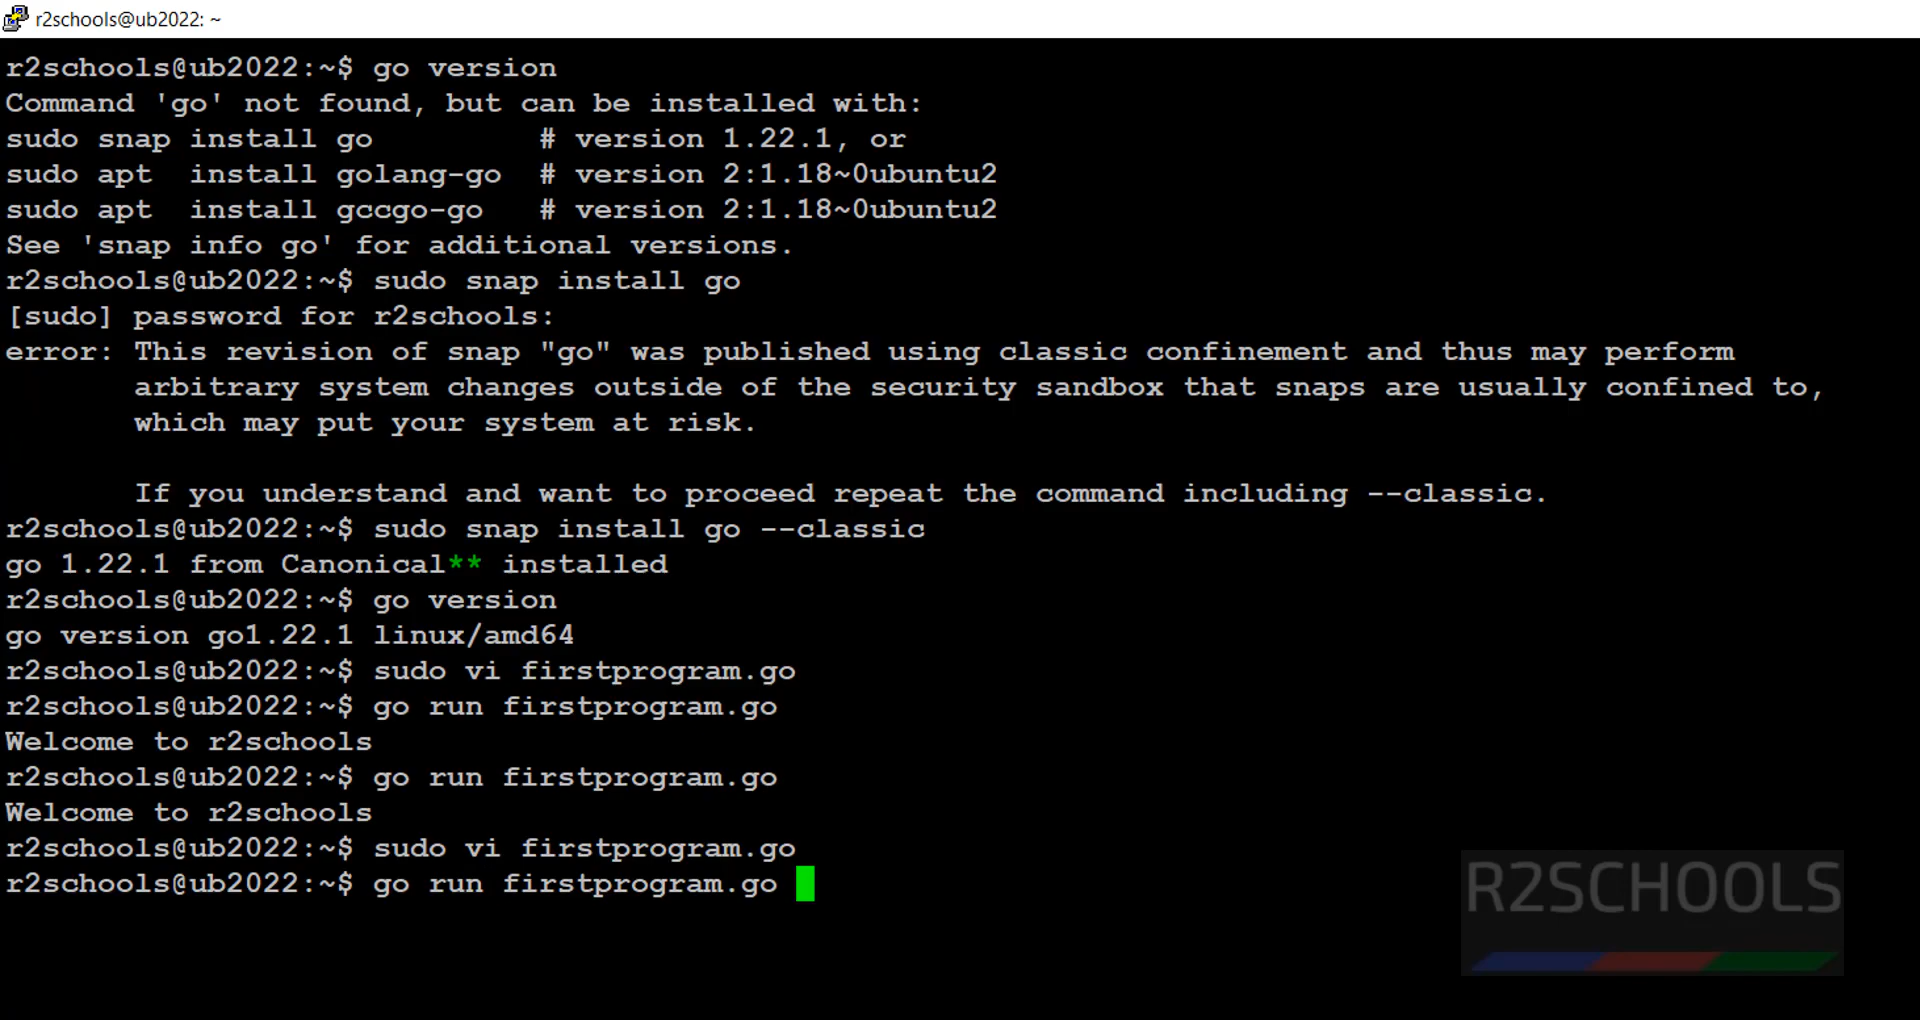 r2schools@ub2022: ~
r2schools@ub2022:~$ go version
Command 'go' not found, but can be installed with:
sudo snap install go         # version 1.22.1, or
sudo apt  install golang-go  # version 2:1.18~0ubuntu2
sudo apt  install gccgo-go   # version 2:1.18~0ubuntu2
See 'snap info go' for additional versions.
r2schools@ub2022:~$ sudo snap install go
[sudo] password for r2schools:
error: This revision of snap "go" was published using classic confinement and thus may perform
       arbitrary system changes outside of the security sandbox that snaps are usually confined to,
       which may put your system at risk.
       If you understand and want to proceed repeat the command including --classic.
r2schools@ub2022:~$ sudo snap install go --classic
go 1.22.1 from Canonical** installed
r2schools@ub2022:~$ go version
go version go1.22.1 linux/amd64
r2schools@ub2022:~$ sudo vi firstprogram.go
r2schools@ub2022:~$ go run firstprogram.go
Welcome to r2schools
r2schools@ub2022:~$ go run firstprogram.go
Welcome to r2schools
r2schools@ub2022:~$ sudo vi firstprogram.go
r2schools@ub2022:~$ go run firstprogram.go
R2SCHOOLS